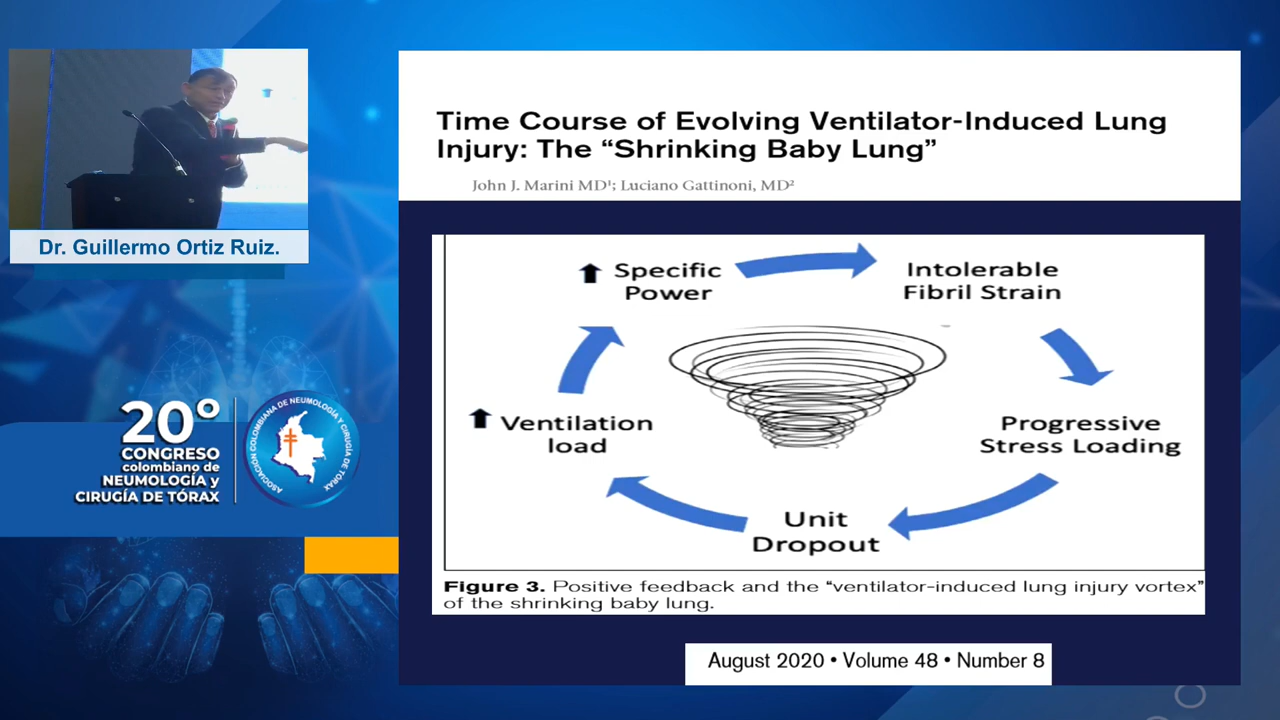 Dr. Guillermo Ortiz Ruiz.
20º
CONGRESO
colombiano de
NEUMOLOGÍA y
CIRUGÍA DE TÓRAX
ASOCIACIÓN COLOMBIANA DE NEUMOLOGÍA Y CIRUGÍA DE TÓRAX
Time Course of Evolving Ventilator-Induced Lung
Injury: The “Shrinking Baby Lung”
John J. Marini MD¹; Luciano Gattinoni, MD²
Specific
Power
Intolerable
Fibril Strain
Progressive
Stress Loading
Unit
Dropout
Ventilation
load
Figure 3. Positive feedback and the “ventilator-induced lung injury vortex”
of the shrinking baby lung.
August 2020 • Volume 48 • Number 8